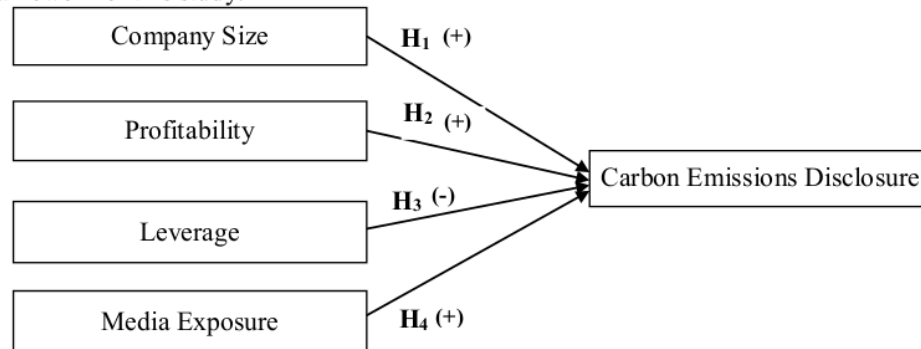 Company Size
H1 (+)
Profitability
H2 (+)
Carbon Emissions Disclosure
H3 (-)
Leverage
Media Exposure
H4 (+)